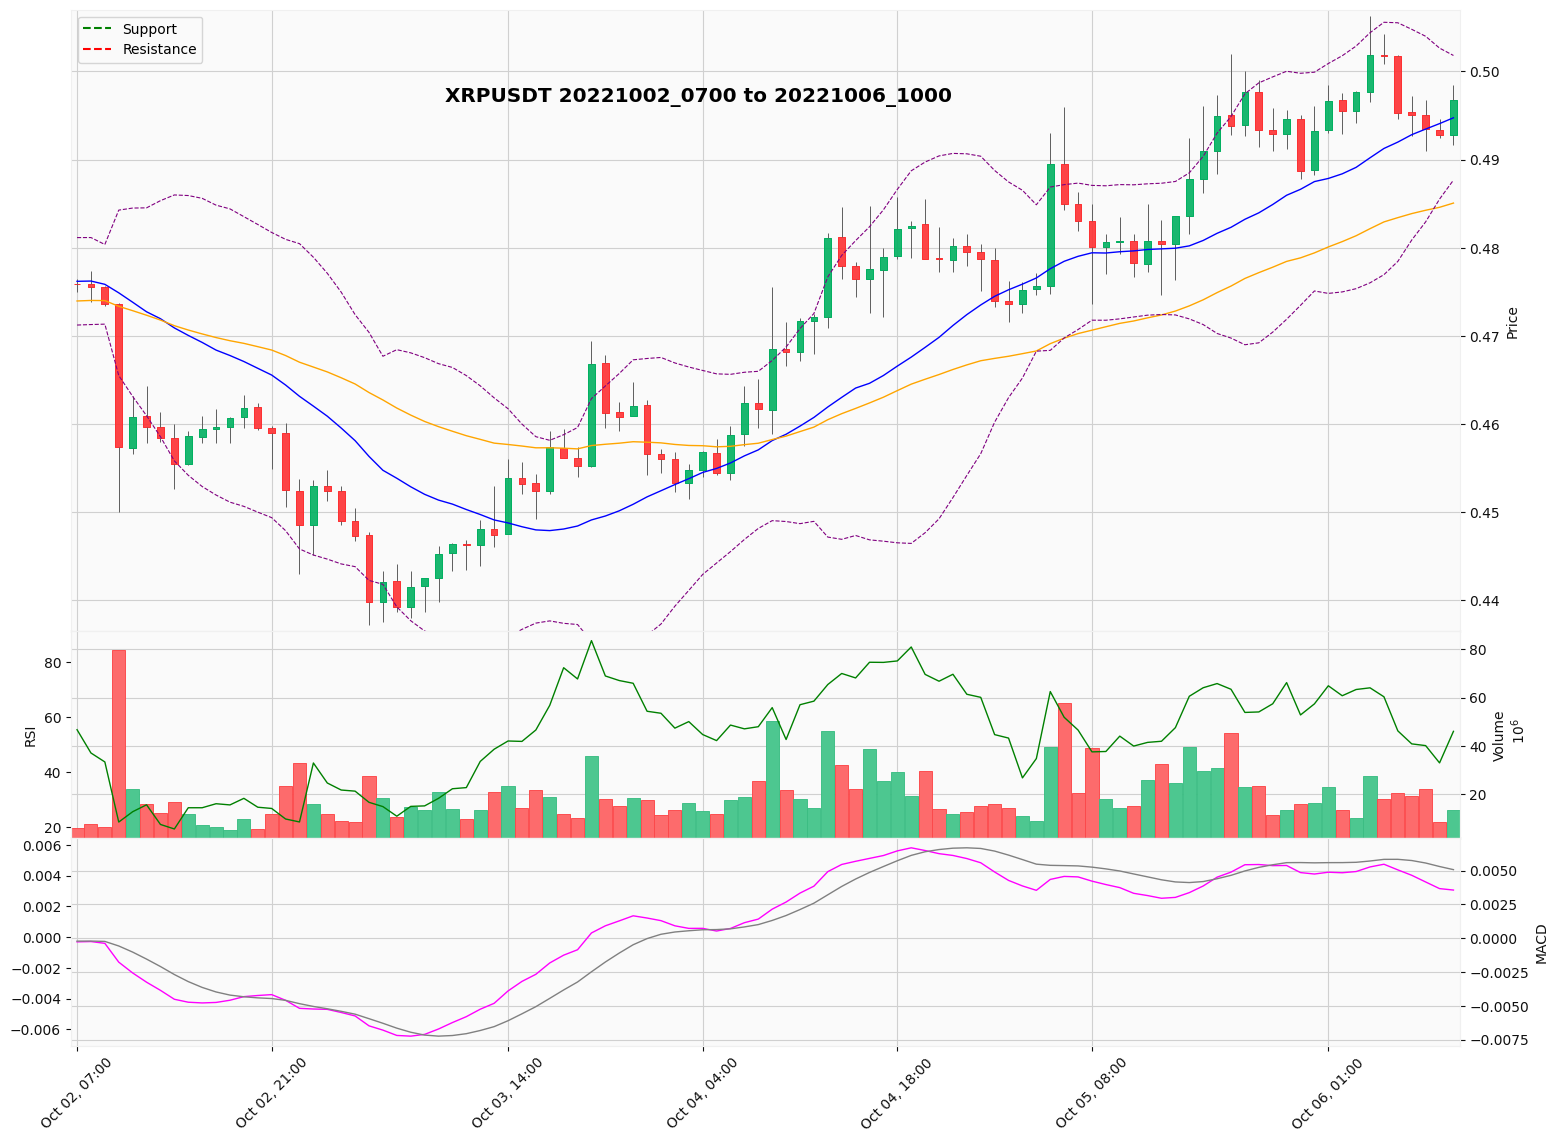 Support
Resistance
XRPUSDT 20221002_0700 to 20221006_1000
0.50
0.49
0.48
0.47
0.46
0.45
0.44
Price
80
60
40
20
RSI
80
60
40
20
Volume
10^6
0.006
0.004
0.002
0.000
−0.002
−0.004
−0.006
0.0050
0.0025
0.0000
−0.0025
−0.0050
−0.0075
MACD
Oct 02, 07:00
Oct 02, 21:00
Oct 03, 14:00
Oct 04, 04:00
Oct 04, 18:00
Oct 05, 08:00
Oct 06, 01:00